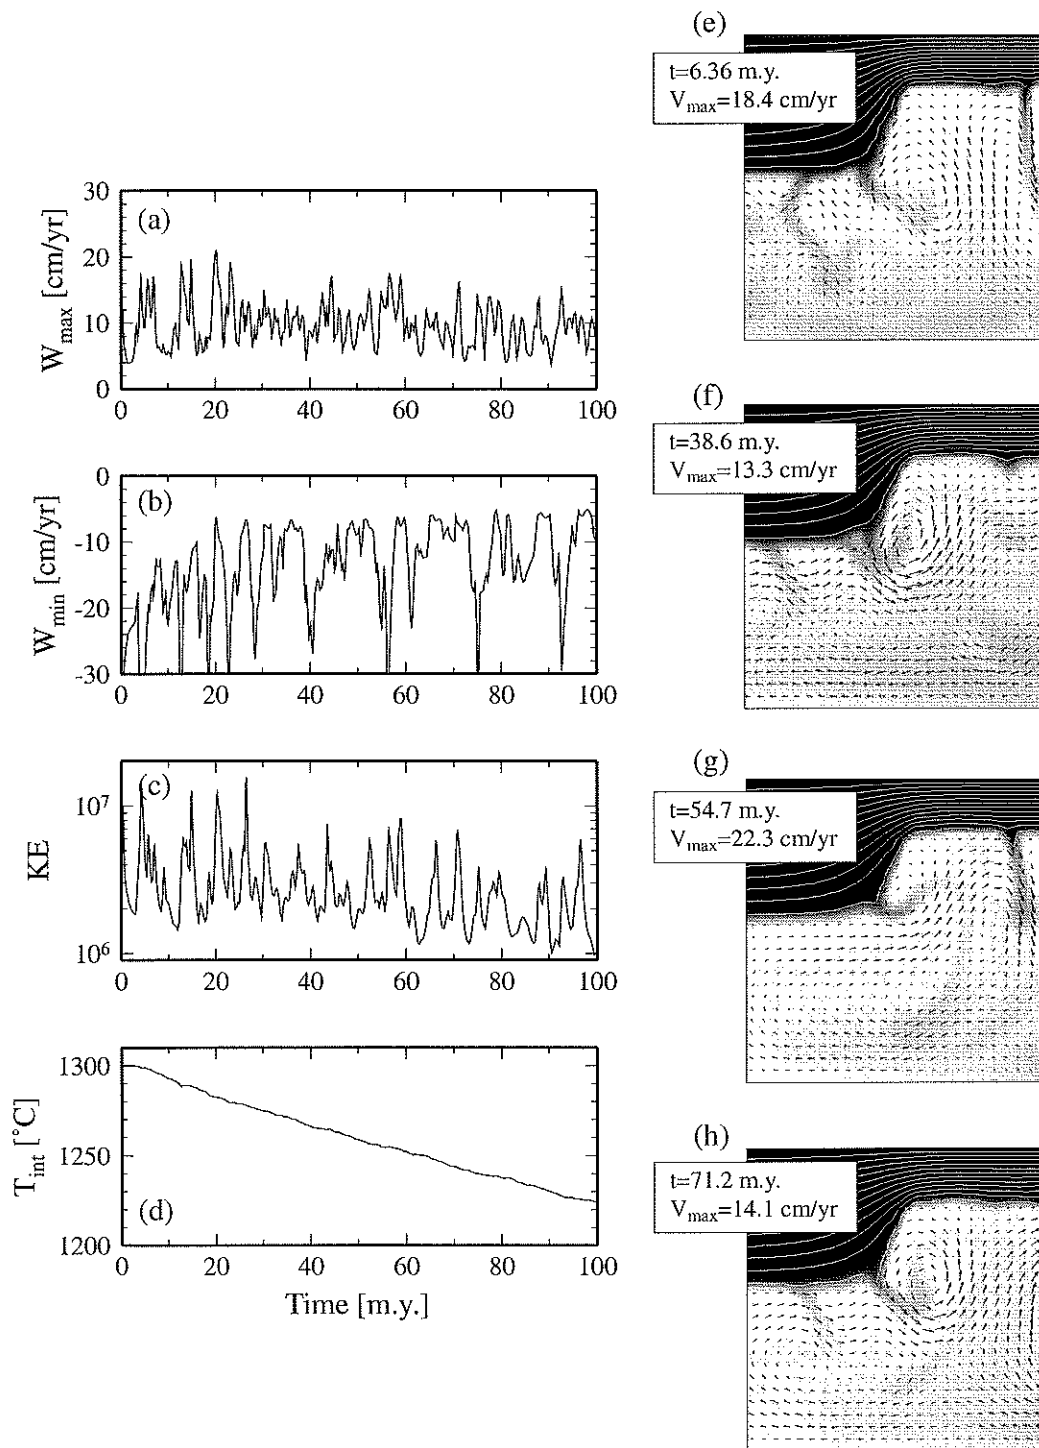 (a)
W_max [cm/yr]
30
20
10
0
0 20 40 60 80 100
(b)
W_min [cm/yr]
0
-10
-20
-30
0 20 40 60 80 100
(c)
KE
10^7
10^6
0 20 40 60 80 100
(d)
T_int [°C]
1300
1250
1200
0 20 40 60 80 100
Time [m.y.]
(e)
t=6.36 m.y.
V_max=18.4 cm/yr
(f)
t=38.6 m.y.
V_max=13.3 cm/yr
(g)
t=54.7 m.y.
V_max=22.3 cm/yr
(h)
t=71.2 m.y.
V_max=14.1 cm/yr